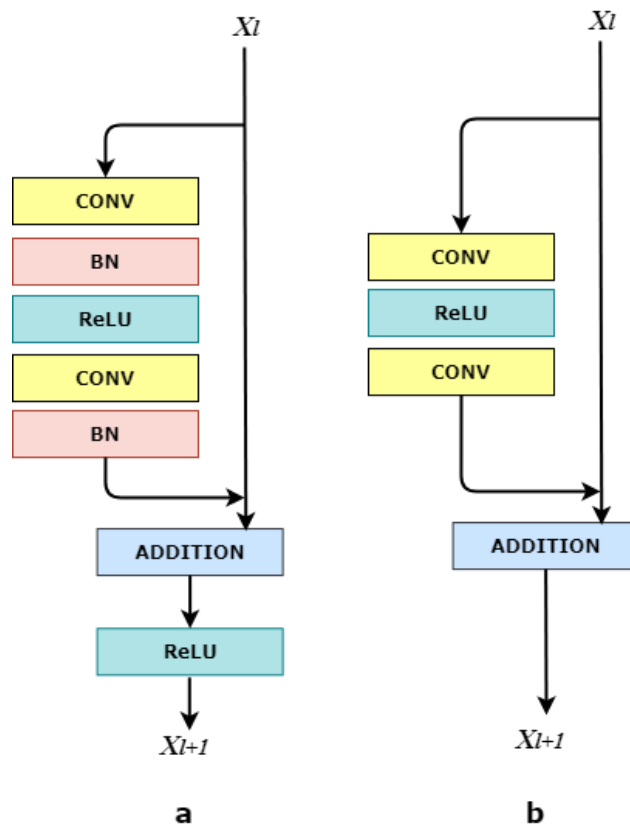 Xl
CONV
BN
ReLU
CONV
BN
ADDITION
ReLU
Xl+1
a
Xl
CONV
ReLU
CONV
ADDITION
Xl+1
b